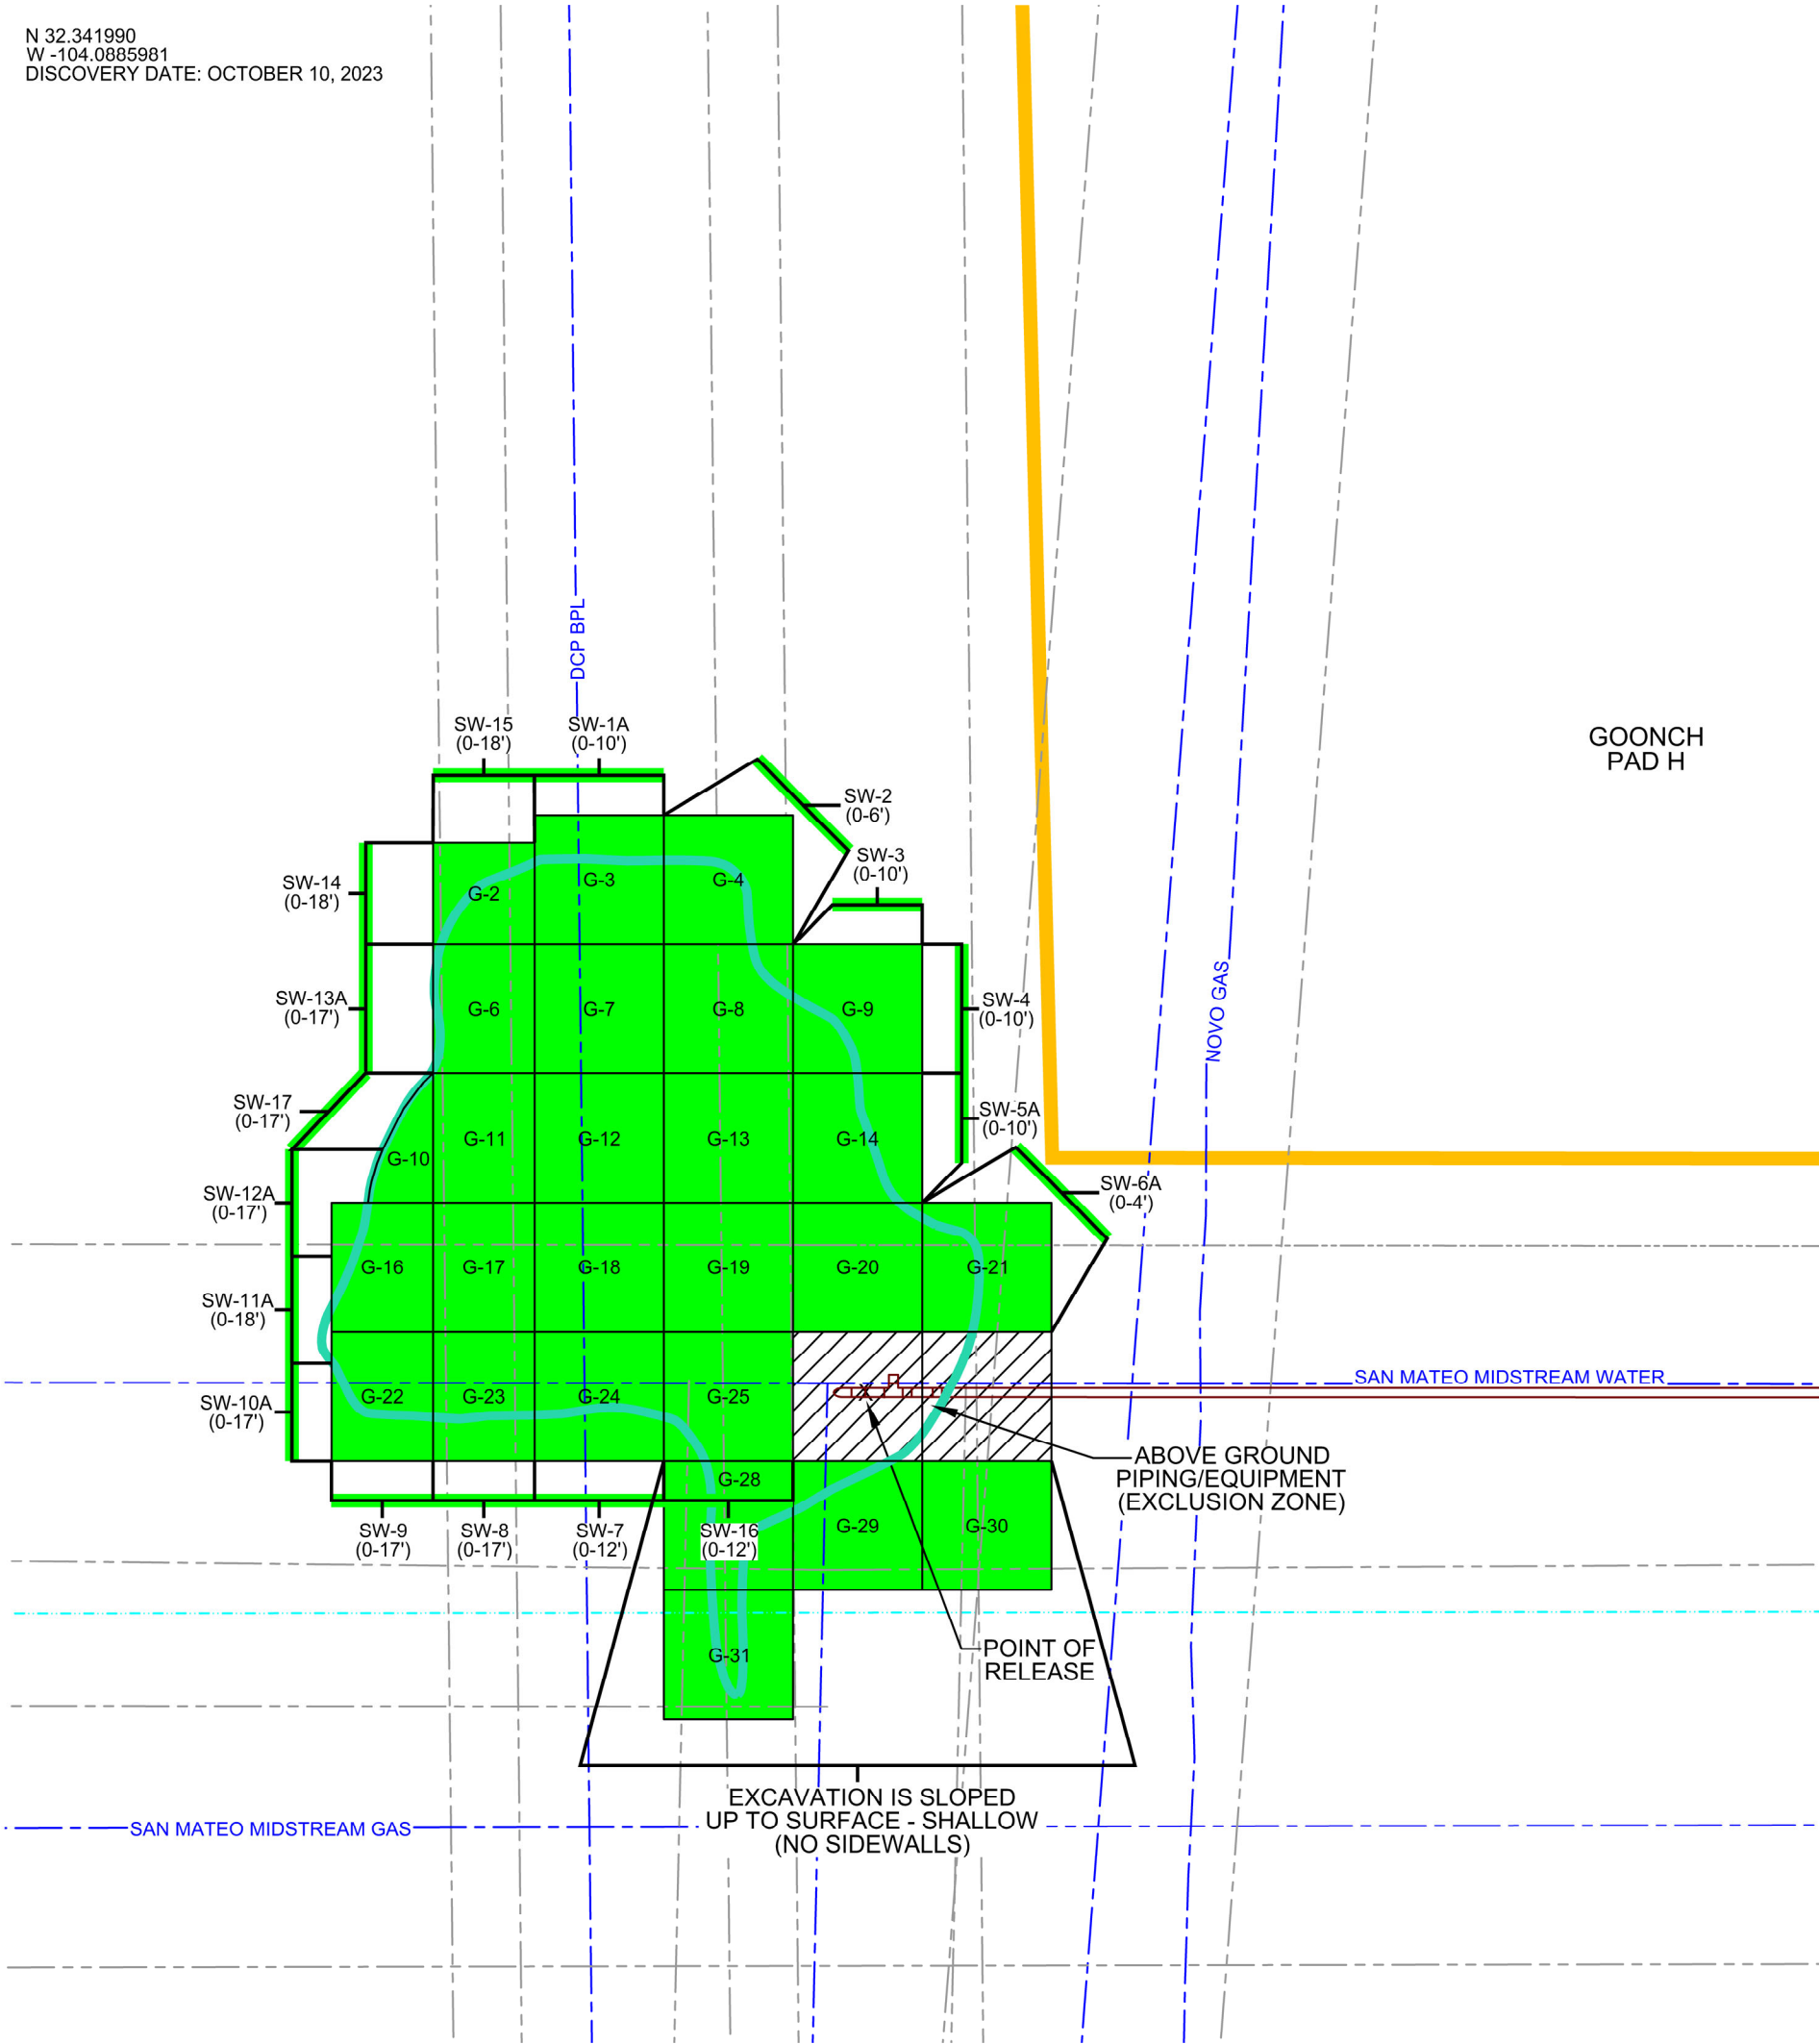 N 32.341990
W -104.0885981
DISCOVERY DATE: OCTOBER 10, 2023
DCP BPL
SW-15
(0-18')
SW-1A
(0-10')
GOONCH
PAD H
SW-2
(0-6')
SW-3
(0-10')
SW-14
(0-18')
G-2
G-3
G-4
SW-13A
(0-17')
G-6
G-7
G-8
G-9
SW-4
(0-10')
NOVO GAS
SW-17
(0-17')
G-10
G-11
G-12
G-13
G-14
SW-5A
(0-10')
SW-12A
(0-17')
SW-6A
(0-4')
G-16
G-17
G-18
G-19
G-20
G-21
SW-11A
(0-18')
SAN MATEO MIDSTREAM WATER
SW-10A
(0-17')
G-22
G-23
G-24
G-25
X
ABOVE GROUND
PIPING/EQUIPMENT
(EXCLUSION ZONE)
G-28
G-29
G-30
SW-9
(0-17')
SW-8
(0-17')
SW-7
(0-12')
SW-16
(0-12')
G-31
POINT OF
RELEASE
EXCAVATION IS SLOPED
UP TO SURFACE - SHALLOW
(NO SIDEWALLS)
SAN MATEO MIDSTREAM GAS